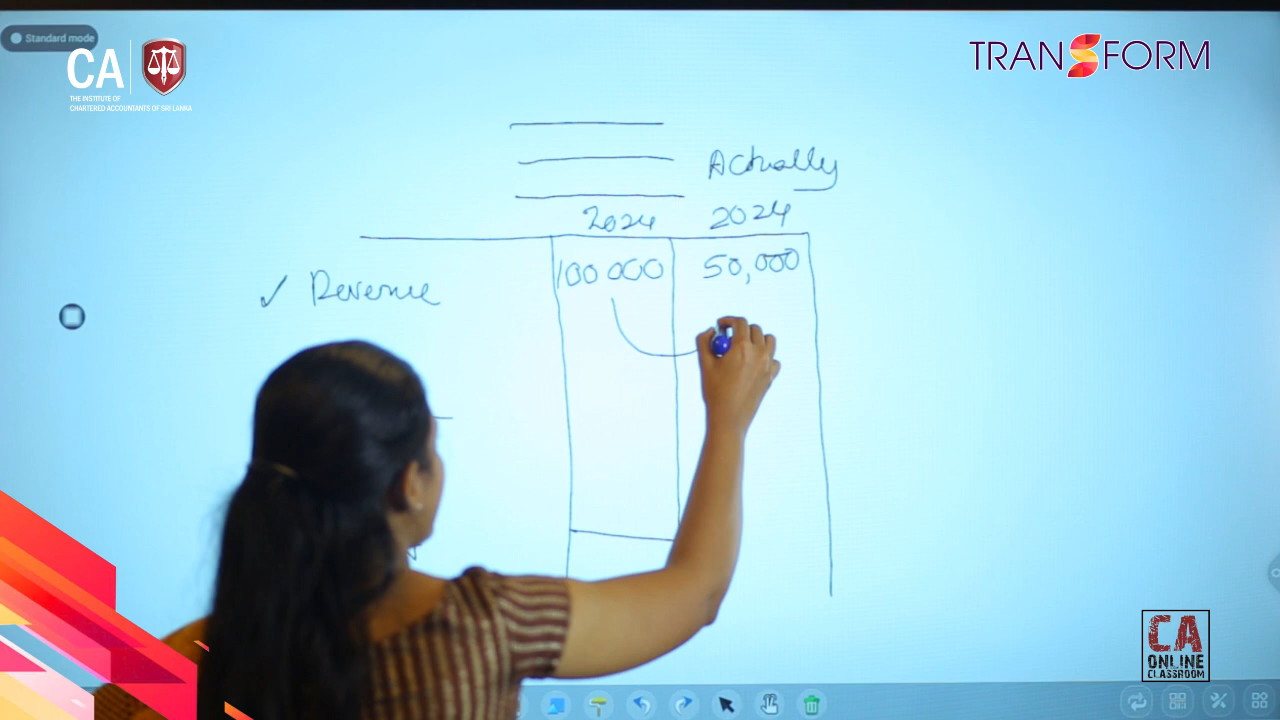 Standard mode
CA
THE INSTITUTE OF
CHARTERED ACCOUNTANTS OF SRI LANKA
TRANSFORM
Actually
2024 2024
100 000 50,000
✓ Revenue
CA
ONLINE
CLASSROOM